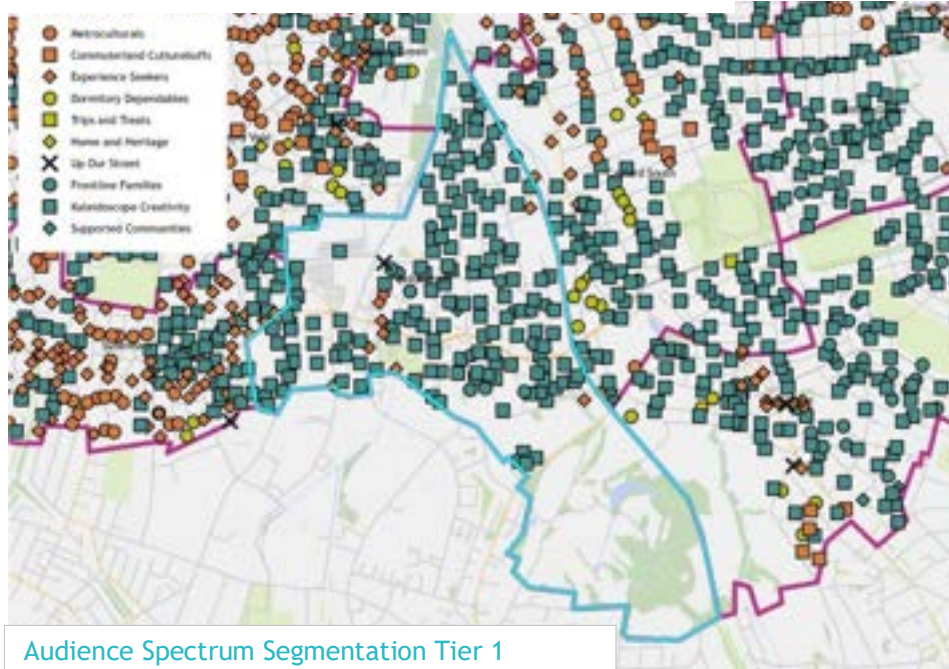 Metroculturals
Commuterland Culturebuffs
Experience Seekers
Dormitory Dependables
Trips and Treats
Home and Heritage
Up Our Street
Frontline Families
Kaleidoscope Creativity
Supported Communities
Audience Spectrum Segmentation Tier 1